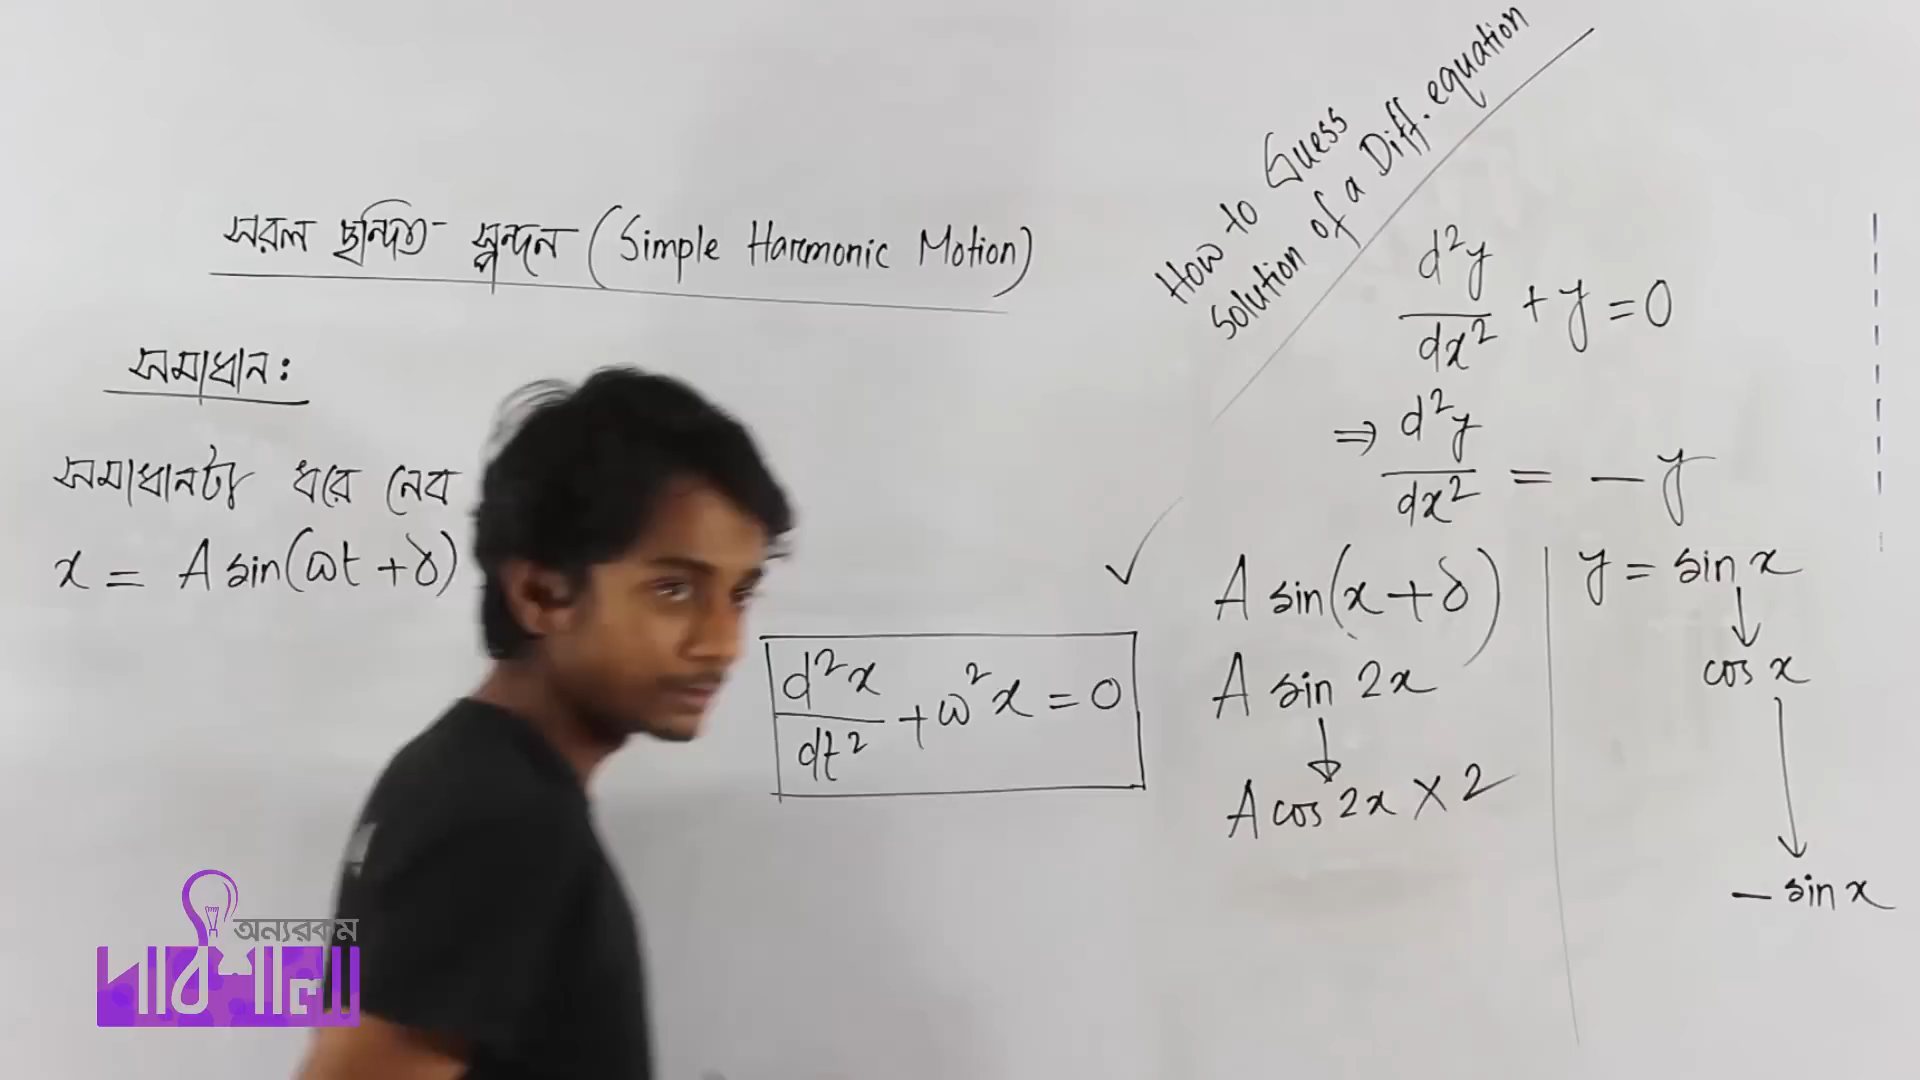 সরল ছন্দিত স্পন্দন (Simple Harmonic Motion)
সমাধান:
সমাধানটা ধরে নেব
x = A sin(ωt + δ)
d²x/dt² + ω²x = 0
How to Guess
Solution of a Diff. equation
d²y/dx² + y = 0
⇒ d²y/dx² = - y
✓ A sin(x + δ)
A sin 2x
↓
A cos 2x × 2
y = sin x
↓
cos x
↓
- sin x
অন্যরকম
পাঠশালা